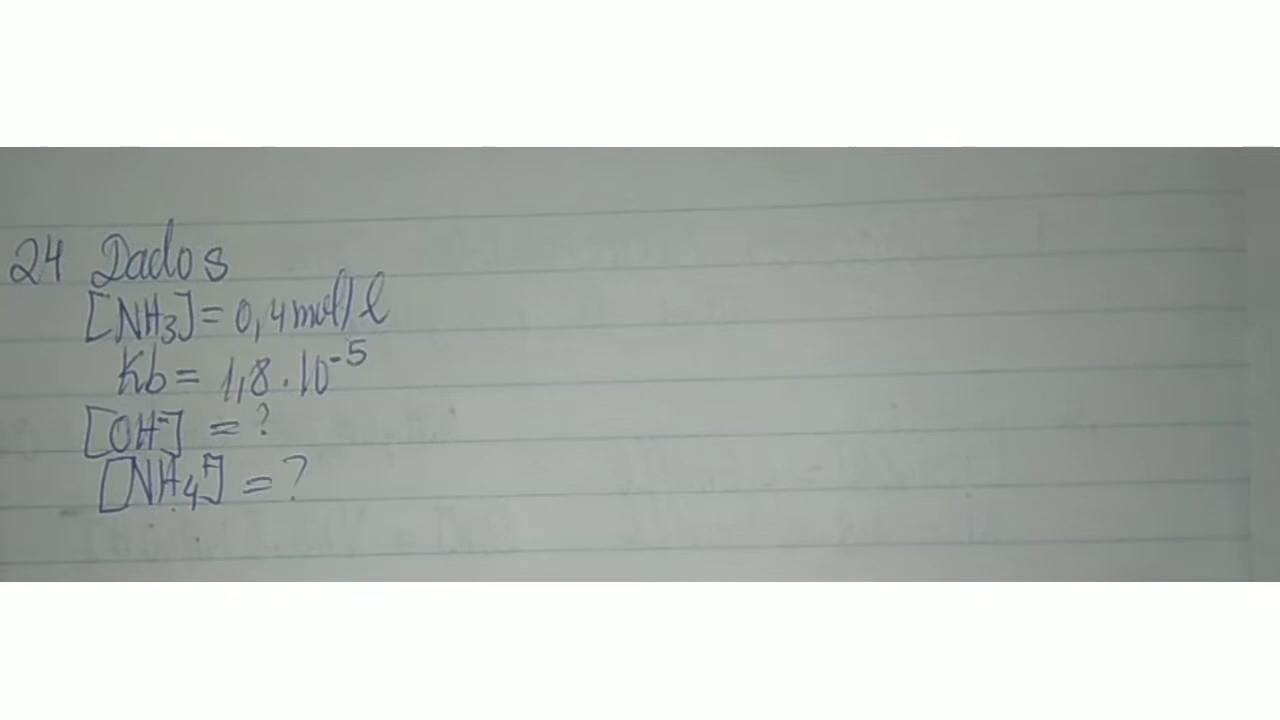 24 Dados
[NH₃] = 0,4 mol/l
Kb = 1,8 . 10⁻⁵
[OH⁻] = ?
[NH₄⁺] = ?